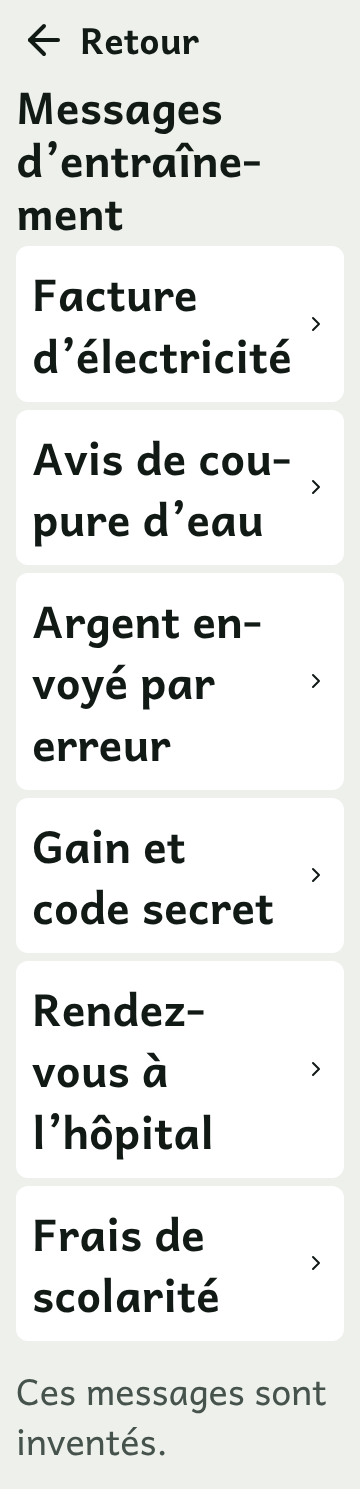 Retour
Messages
d’entraîne-
ment
Facture
d’électricité
Avis de cou-
pure d’eau
Argent en-
voyé par
erreur
Gain et
code secret
Rendez-
vous à
l’hôpital
Frais de
scolarité
Ces messages sont
inventés.